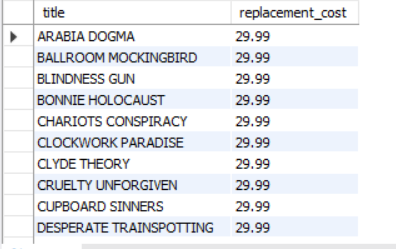 title replacement_cost
ARABIA DOGMA 29.99
BALLROOM MOCKINGBIRD 29.99
BLINDNESS GUN 29.99
BONNIE HOLOCAUST 29.99
CHARIOTS CONSPIRACY 29.99
CLOCKWORK PARADISE 29.99
CLYDE THEORY 29.99
CRUELTY UNFORGIVEN 29.99
CUPBOARD SINNERS 29.99
DESPERATE TRAINSPOTTING 29.99